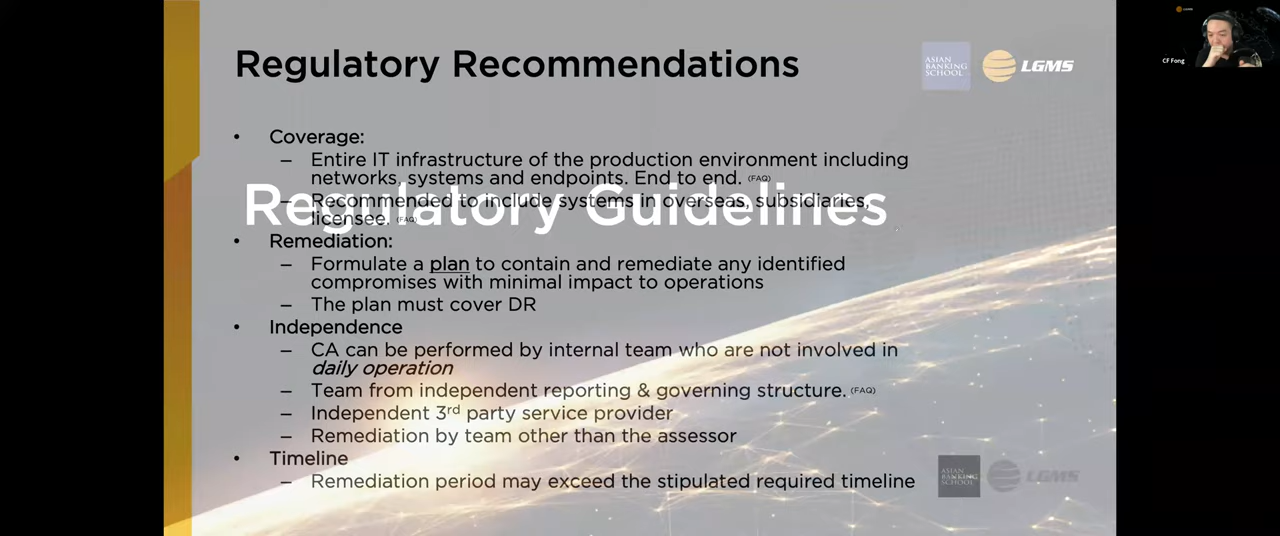 Regulatory Recommendations
ASIAN
BANKING
SCHOOL
LGMS
CF Fong
• Coverage:
– Entire IT infrastructure of the production environment including
networks, systems and endpoints. End to end. (FAQ)
Regulatory Guidelines
– Recommended to include systems in overseas, subsidiaries,
licensee. (FAQ)
• Remediation:
– Formulate a plan to contain and remediate any identified
compromises with minimal impact to operations
– The plan must cover DR
• Independence
– CA can be performed by internal team who are not involved in
daily operation
– Team from independent reporting & governing structure. (FAQ)
– Independent 3rd party service provider
– Remediation by team other than the assessor
• Timeline
– Remediation period may exceed the stipulated required timeline
ASIAN
BANKING
SCHOOL
LGMS